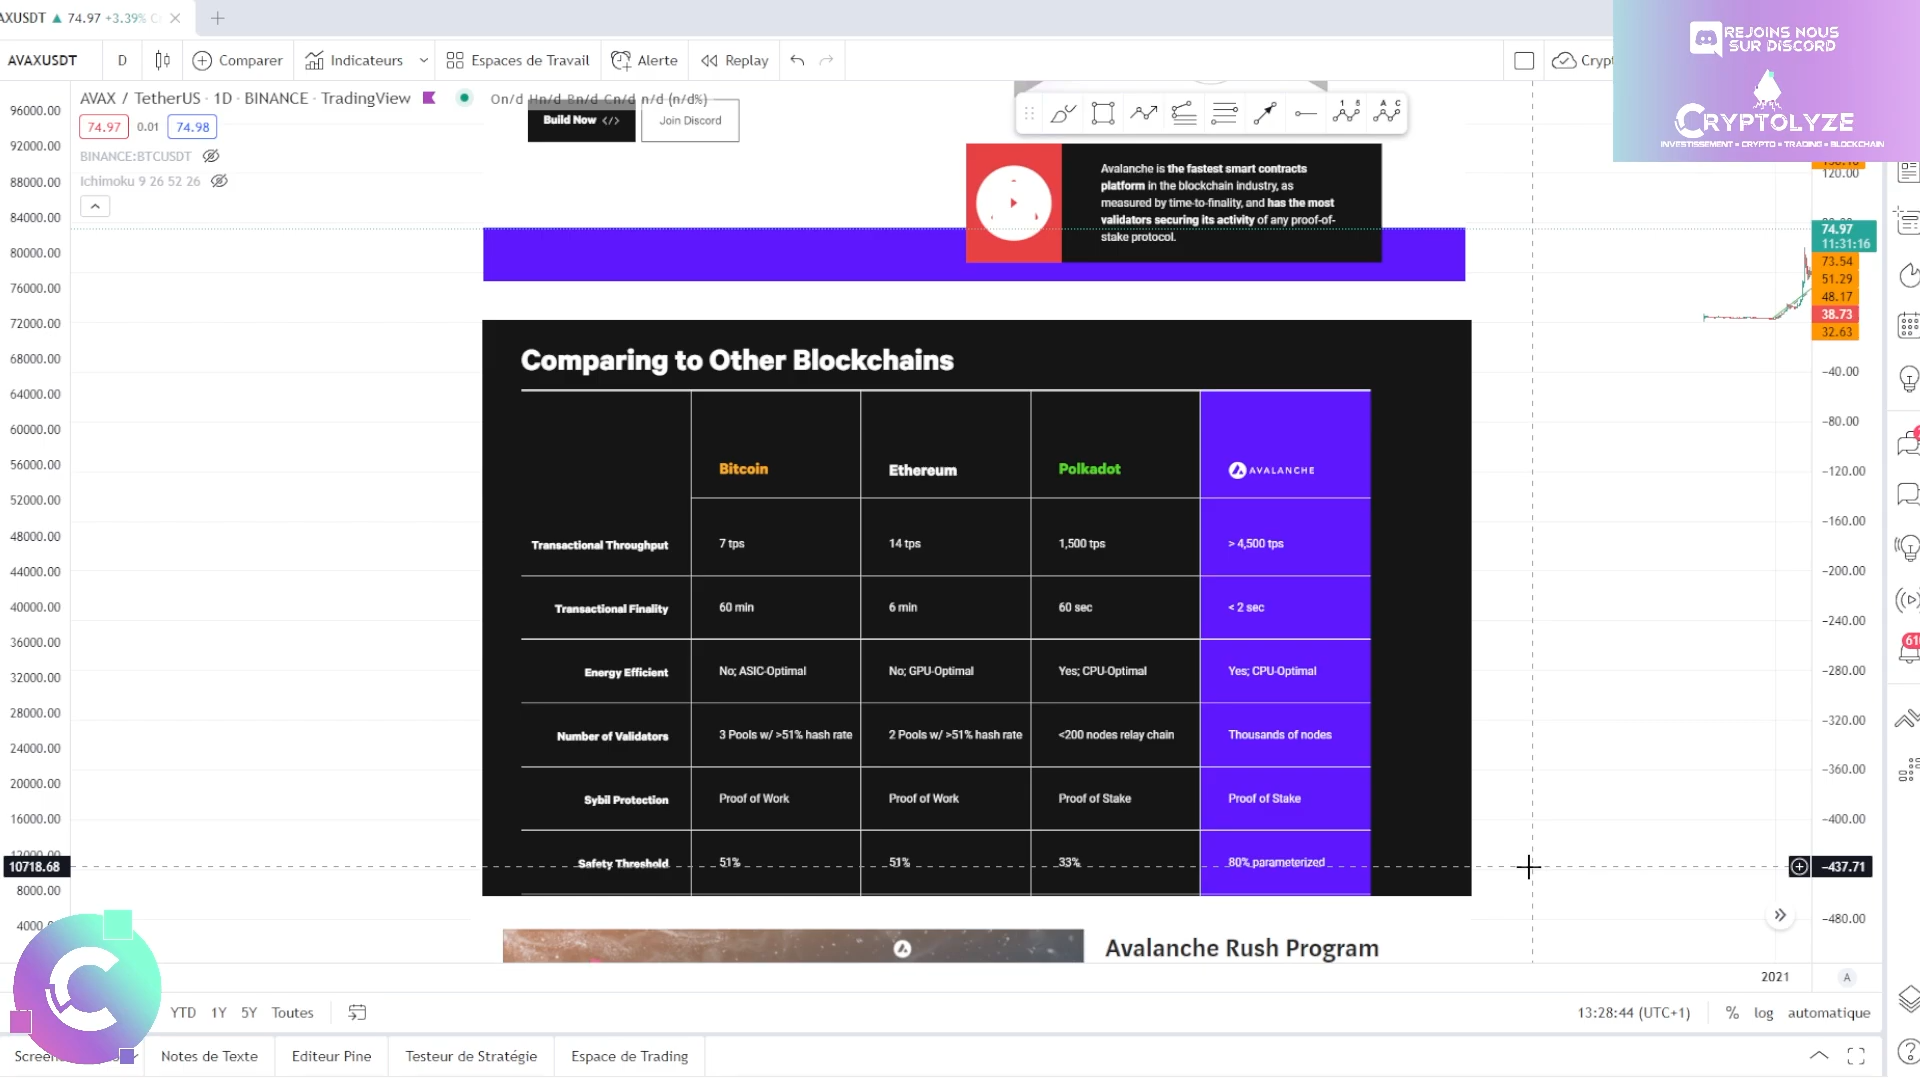 AXUSDT ▲ 74.97 +3.39%
REJOINS NOUS
SUR DISCORD
CRYPTOLYZE
INVESTISSEMENT • CRYPTO • TRADING • BLOCKCHAIN
AVAXUSDT D Comparer Indicateurs Espaces de Travail Alerte Replay Crypt
AVAX / TetherUS · 1D · BINANCE · TradingView On/d Hn/d Bn/d Cn/d n/d (n/d%)
74.97 0.01 74.98
BINANCE:BTCUSDT
Ichimoku 9 26 52 26
Build Now </> Join Discord
Avalanche is the fastest smart contracts
platform in the blockchain industry, as
measured by time-to-finality, and has the most
validators securing its activity of any proof-of-
stake protocol.
Comparing to Other Blockchains
Bitcoin Ethereum Polkadot AVALANCHE
Transactional Throughput 7 tps 14 tps 1,500 tps > 4,500 tps
Transactional Finality 60 min 6 min 60 sec < 2 sec
Energy Efficient No; ASIC-Optimal No; GPU-Optimal Yes; CPU-Optimal Yes; CPU-Optimal
Number of Validators 3 Pools w/ >51% hash rate 2 Pools w/ >51% hash rate <200 nodes relay chain Thousands of nodes
Sybil Protection Proof of Work Proof of Work Proof of Stake Proof of Stake
Safety Threshold 51% 51% 33% 80% parameterized
Avalanche Rush Program
96000.00
92000.00
88000.00
84000.00
80000.00
76000.00
72000.00
68000.00
64000.00
60000.00
56000.00
52000.00
48000.00
44000.00
40000.00
36000.00
32000.00
28000.00
24000.00
20000.00
16000.00
12000.00
10718.68
8000.00
120.00
74.97
11:31:16
73.54
51.29
48.17
38.73
32.63
−40.00
−80.00
−120.00
−160.00
−200.00
−240.00
−280.00
−320.00
−360.00
−400.00
−437.71
−480.00
61
2021 A
YTD 1Y 5Y Toutes 13:28:44 (UTC+1) % log automatique
Notes de Texte Editeur Pine Testeur de Stratégie Espace de Trading